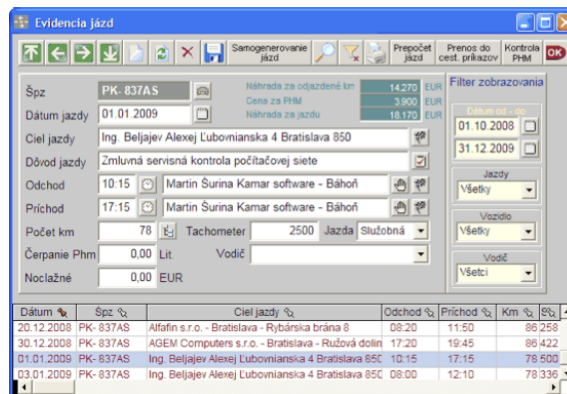 Evidencia jázd
Samogenerovanie jázd
Prepočet jázd
Prenos do cest. príkazov
Kontrola PHM
OK
Špz PK- 837AS
Náhrada za odjazdené km 14.270 EUR
Cena za PHM 3.900 EUR
Náhrada za jazdu 18.170 EUR
Dátum jazdy 01.01.2009
Ciel jazdy Ing. Beljajev Alexej Ľubovnianska 4 Bratislava 850
Dôvod jazdy Zmluvná servisná kontrola počítačovej siete
Odchod 10:15 Martin Šurina Kamar software - Báhoň
Príchod 17:15 Martin Šurina Kamar software - Báhoň
Počet km 78 Tachometer 2500 Jazda Služobná
Čerpanie Phm 0,00 Lit. Vodič
Noclažné 0,00 EUR
Filter zobrazovania
Dátum od - do
01.10.2008
31.12.2009
Jazdy
Všetky
Vozidlo
Všetky
Vodič
Všetci
Dátum Špz Ciel jazdy Odchod Príchod Km
20.12.2008 PK- 837AS Alfafin s.r.o. - Bratislava - Rybárska brána 8 08:20 11:50 86 258
30.12.2008 PK- 837AS AGEM Computers s.r.o. - Bratislava - Ružová dolin 17:20 19:45 86 422
01.01.2009 PK- 837AS Ing. Beljajev Alexej Ľubovnianska 4 Bratislava 850 10:15 17:15 78 500
03.01.2009 PK- 837AS Ing. Beljajev Alexej Ľubovnianska 4 Bratislava 850 08:00 12:10 78 336